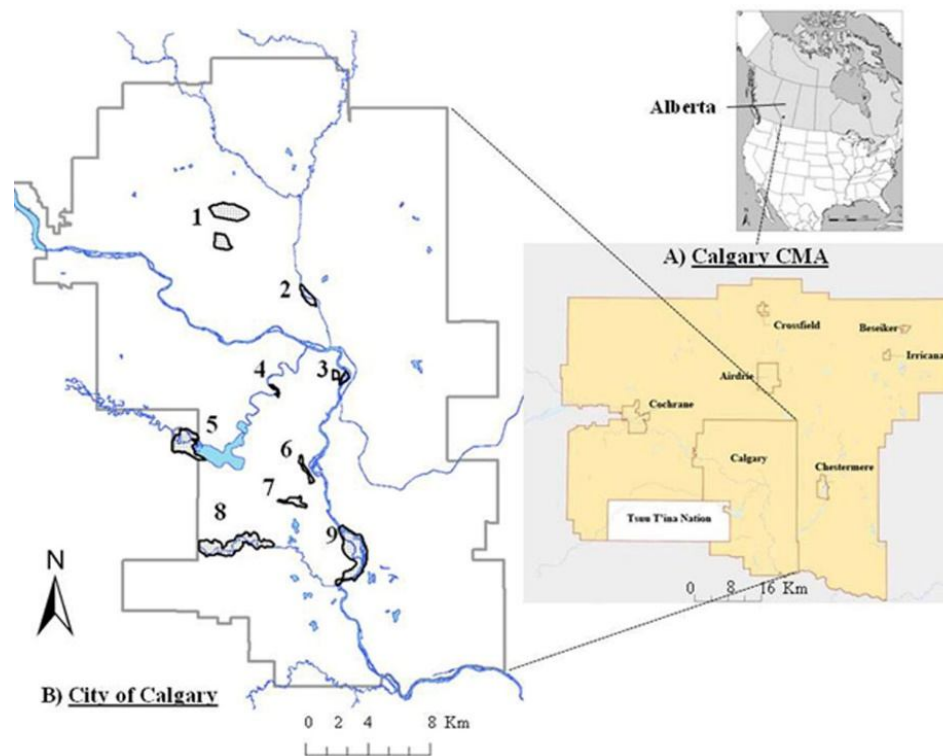 Alberta
A) Calgary CMA
Crossfield
Beseiker
Irricana
Airdrie
Cochrane
Calgary
Chestermere
Tsuu T'ina Nation
0 8 16 Km
1
2
3
4
5
6
7
8
9
N
B) City of Calgary
0 2 4 8 Km